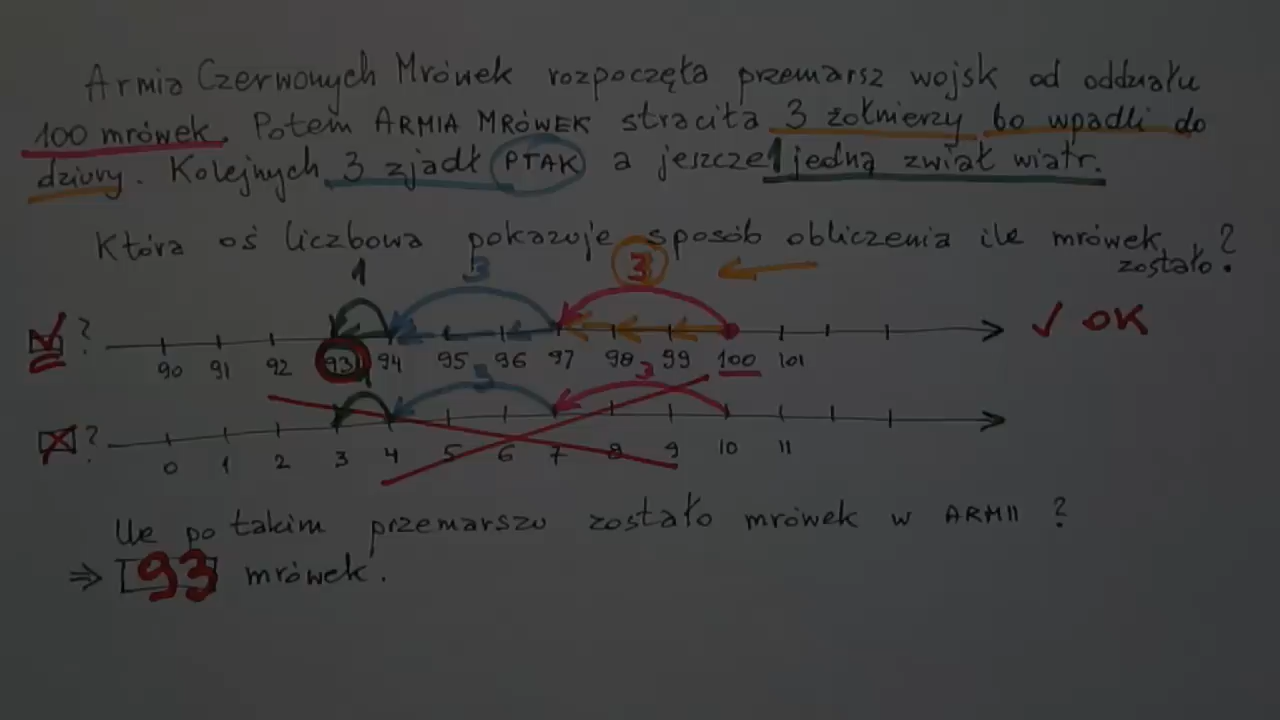 Armia Czerwonych Mrówek rozpoczęła przemarsz wojsk od oddziału
100 mrówek. Potem ARMIA MRÓWEK straciła 3 żołnierzy bo wpadli do
dziury. Kolejnych 3 zjadł PTAK a jeszcze 1 jedną zwiał wiatr.
Która oś liczbowa pokazuje sposób obliczenia ile mrówek
zostało?
1 3 3
? ✓ OK
90 91 92 93 94 95 96 97 98 99 100 101
1 3 3
?
0 1 2 3 4 5 6 7 8 9 10 11
Ile po takim przemarszu zostało mrówek w ARMII ?
⇒ 93 mrówek.